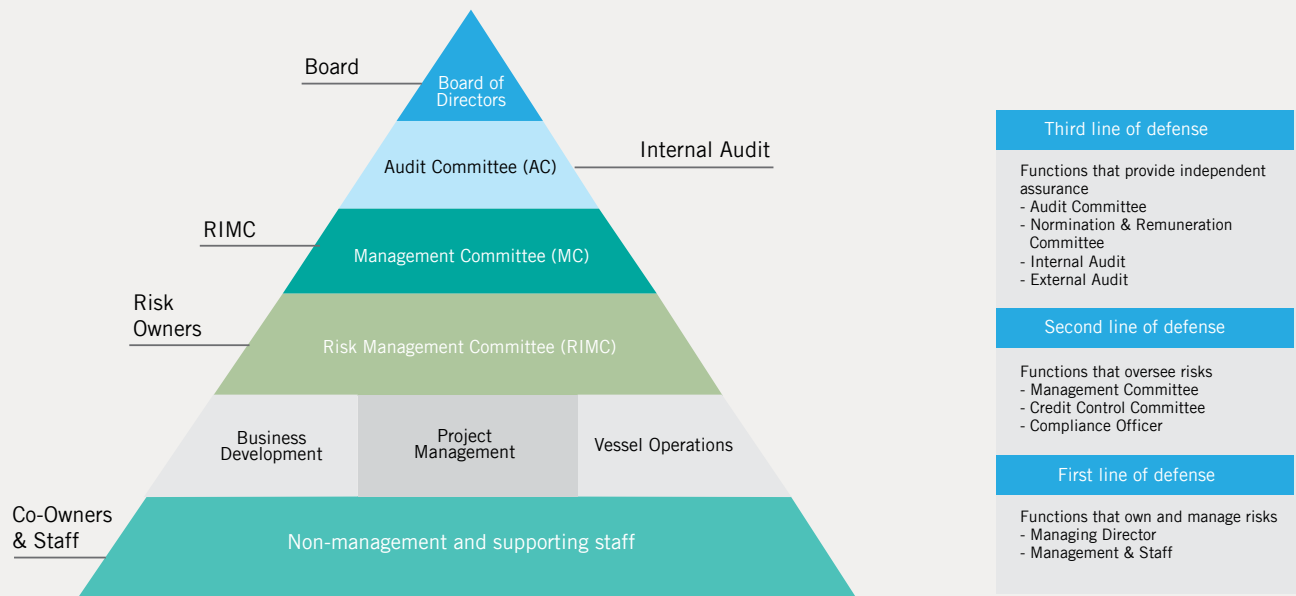 Board
Board of
Directors
Internal Audit
Audit Committee (AC)
RIMC
Management Committee (MC)
Risk
Owners
Risk Management Committee (RIMC)
Business
Development
Project
Management
Vessel Operations
Co-Owners
& Staff
Non-management and supporting staff
Third line of defense
Functions that provide independent
assurance
- Audit Committee
- Normination & Remuneration
Committee
- Internal Audit
- External Audit
Second line of defense
Functions that oversee risks
- Management Committee
- Credit Control Committee
- Compliance Officer
First line of defense
Functions that own and manage risks
- Managing Director
- Management & Staff